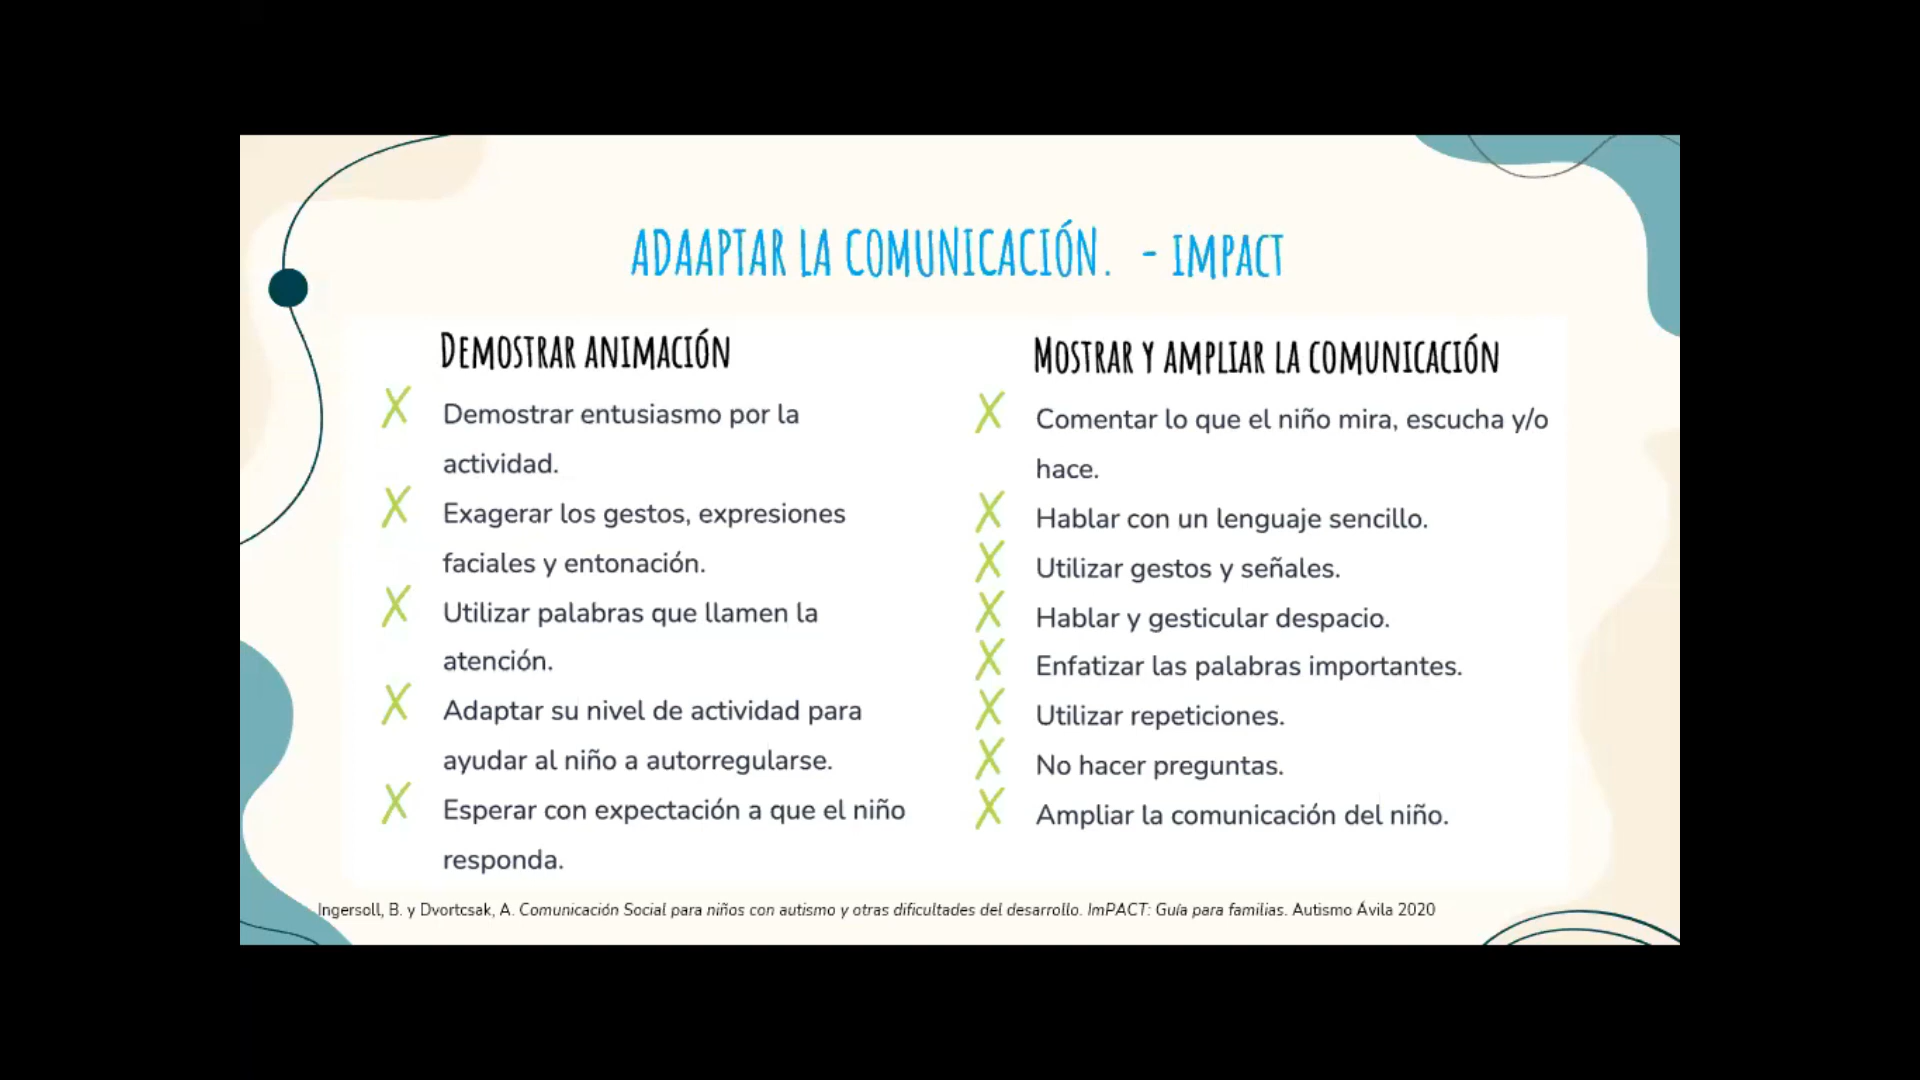 ADAAPTAR LA COMUNICACIÓN. - IMPACT
DEMOSTRAR ANIMACIÓN
Demostrar entusiasmo por la
actividad.
Exagerar los gestos, expresiones
faciales y entonación.
Utilizar palabras que llamen la
atención.
Adaptar su nivel de actividad para
ayudar al niño a autorregularse.
Esperar con expectación a que el niño
responda.
MOSTRAR Y AMPLIAR LA COMUNICACIÓN
Comentar lo que el niño mira, escucha y/o
hace.
Hablar con un lenguaje sencillo.
Utilizar gestos y señales.
Hablar y gesticular despacio.
Enfatizar las palabras importantes.
Utilizar repeticiones.
No hacer preguntas.
Ampliar la comunicación del niño.
Ingersoll, B. y Dvortcsak, A. Comunicación Social para niños con autismo y otras dificultades del desarrollo. ImPACT: Guía para familias. Autismo Ávila 2020